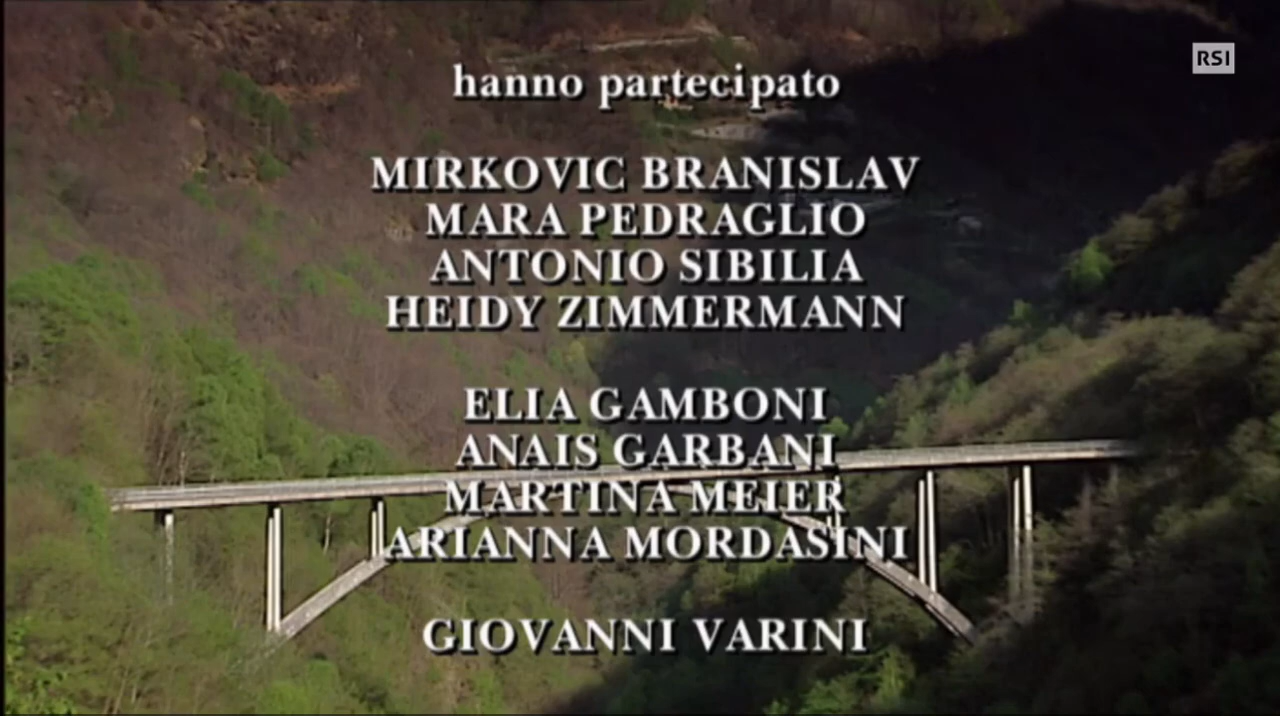 RSI
hanno partecipato
MIRKOVIC BRANISLAV
MARA PEDRAGLIO
ANTONIO SIBILIA
HEIDY ZIMMERMANN
ELIA GAMBONI
ANAIS GARBANI
MARTINA MEIER
ARIANNA MORDASINI
GIOVANNI VARINI